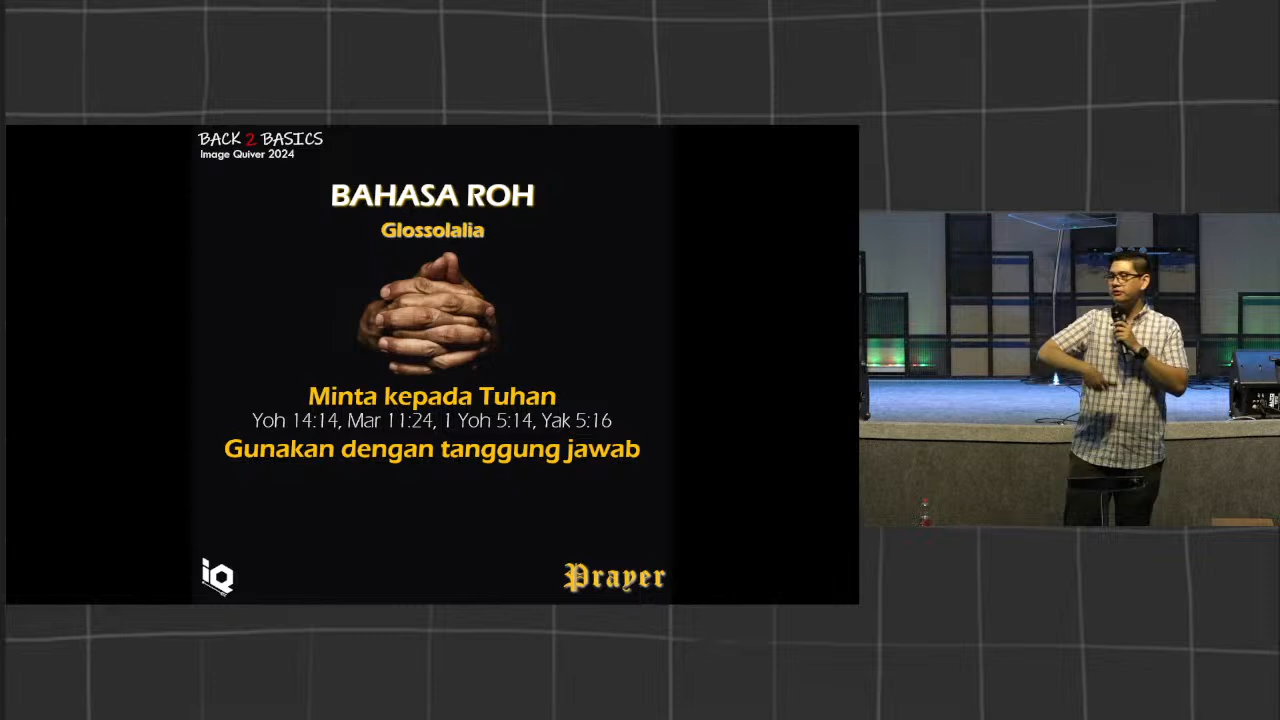 BACK 2 BASICS
Image Quiver 2024
BAHASA ROH
Glossolalia
Minta kepada Tuhan
Yoh 14:14, Mar 11:24, 1 Yoh 5:14, Yak 5:16
Gunakan dengan tanggung jawab
iQ
Prayer